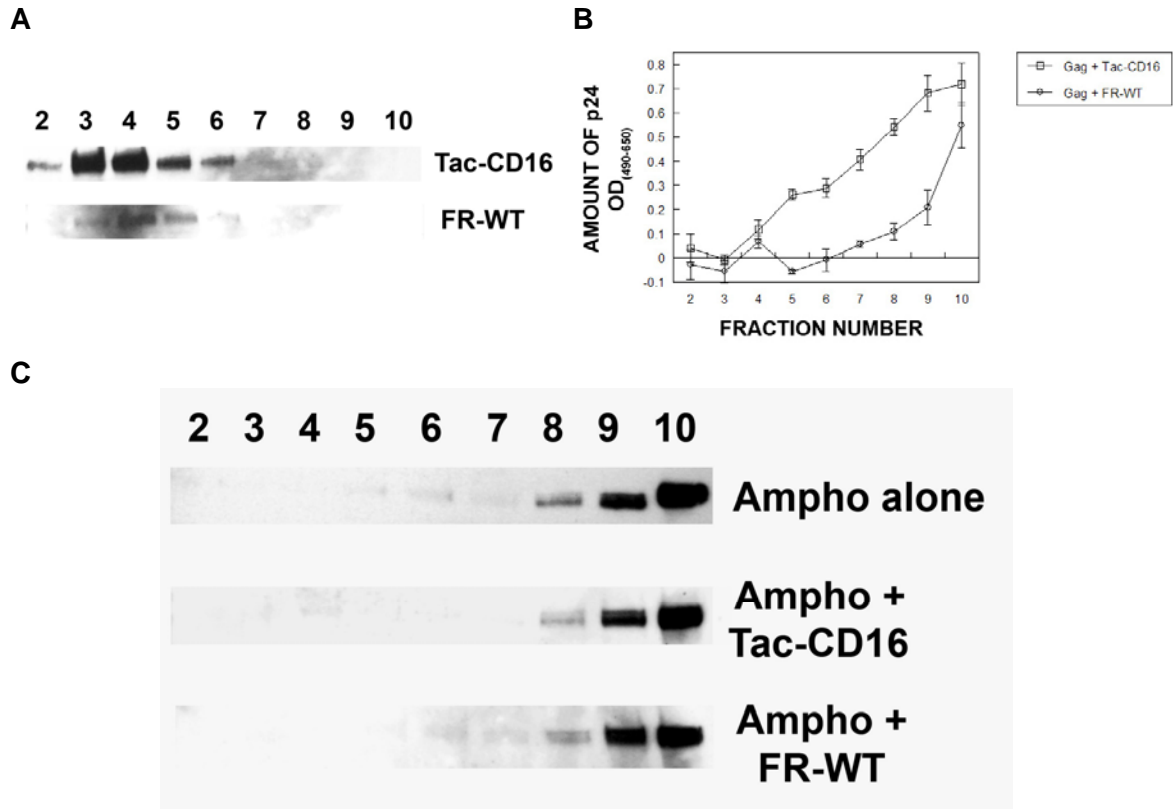 A
2 3 4 5 6 7 8 9 10
Tac-CD16
FR-WT
B
AMOUNT OF p24
OD(490-650)
0.8
0.7
0.6
0.5
0.4
0.3
0.2
0.1
0
-0.1
2 3 4 5 6 7 8 9 10
FRACTION NUMBER
Gag + Tac-CD16
Gag + FR-WT
C
2 3 4 5 6 7 8 9 10
Ampho alone
Ampho +
Tac-CD16
Ampho +
FR-WT